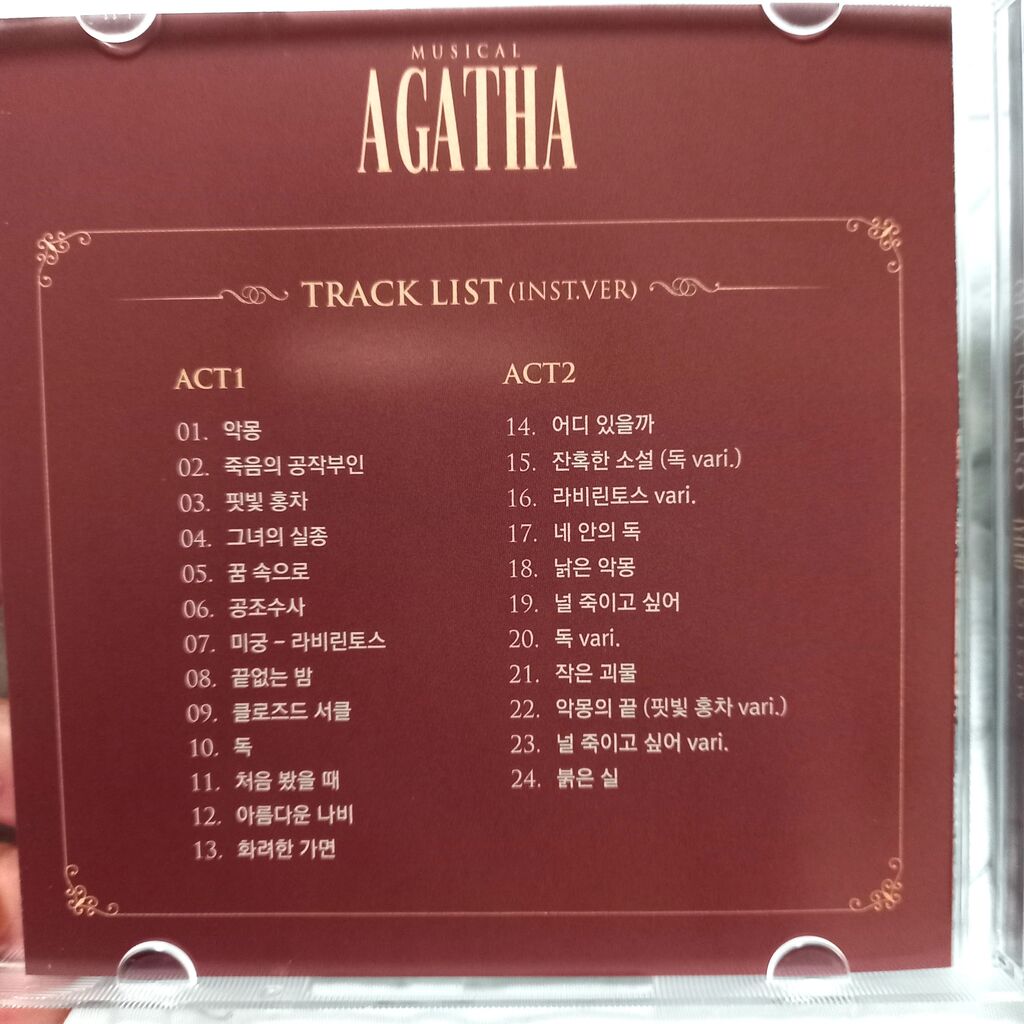 MUSICAL
AGATHA
TRACK LIST (INST.VER)
ACT1
01. 악몽
02. 죽음의 공작부인
03. 핏빛 홍차
04. 그녀의 실종
05. 꿈 속으로
06. 공조수사
07. 미궁 – 라비린토스
08. 끝없는 밤
09. 클로즈드 서클
10. 독
11. 처음 봤을 때
12. 아름다운 나비
13. 화려한 가면
ACT2
14. 어디 있을까
15. 잔혹한 소설 (독 vari.)
16. 라비린토스 vari.
17. 네 안의 독
18. 낡은 악몽
19. 널 죽이고 싶어
20. 독 vari.
21. 작은 괴물
22. 악몽의 끝 (핏빛 홍차 vari.)
23. 널 죽이고 싶어 vari.
24. 붉은 실